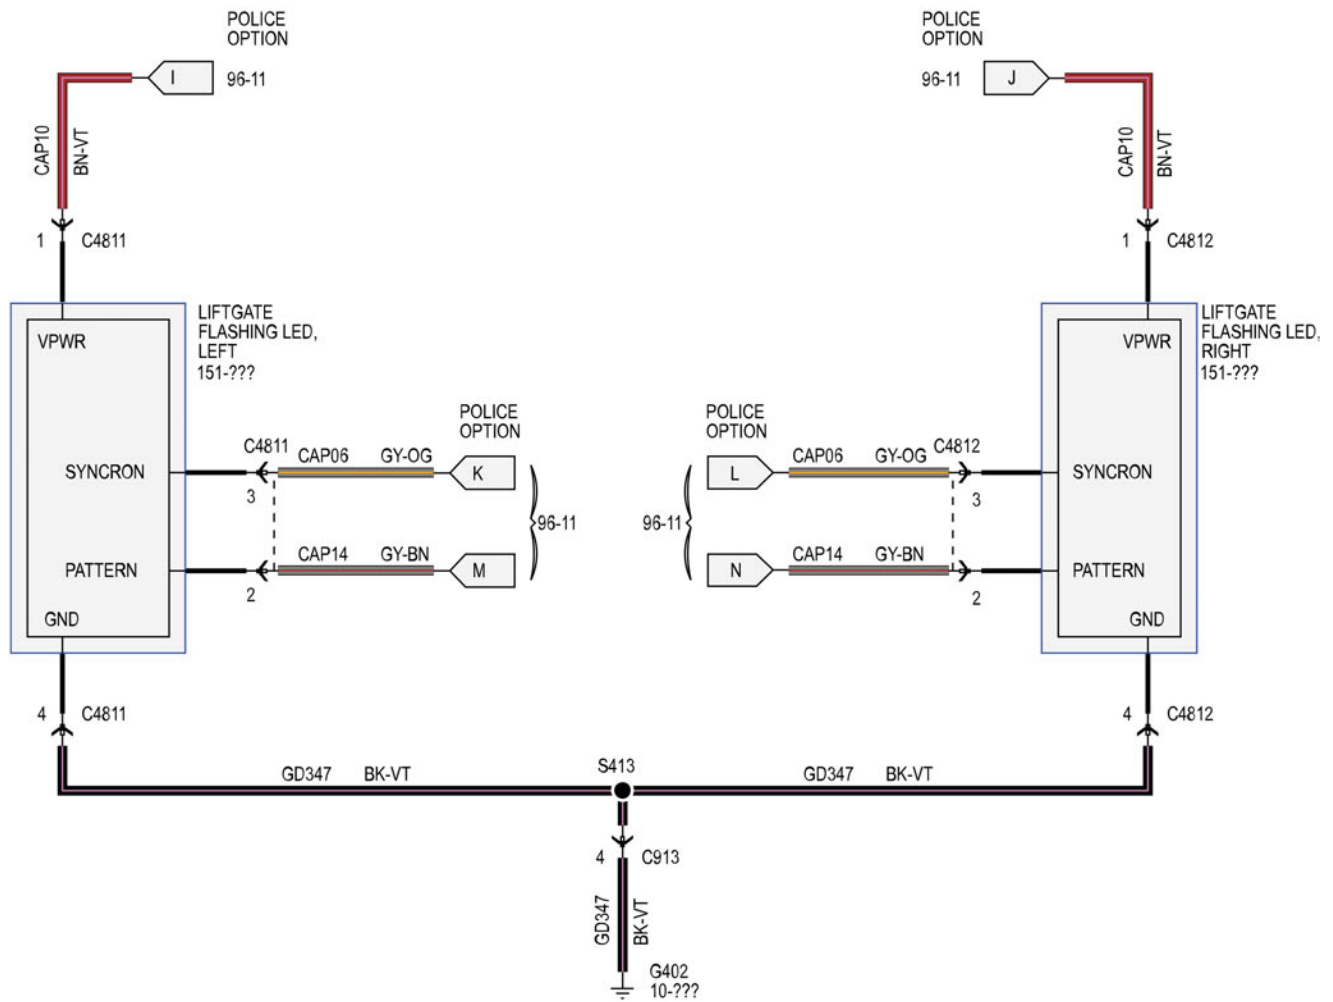 POLICE
OPTION
I
96-11
CAP10
BN-VT
1
C4811
LIFTGATE
FLASHING LED,
LEFT
151-???
VPWR
SYNCRON
PATTERN
GND
C4811
3
CAP06
GY-OG
POLICE
OPTION
K
2
CAP14
GY-BN
M
96-11
4
C4811
POLICE
OPTION
96-11
J
CAP10
BN-VT
1
C4812
LIFTGATE
FLASHING LED,
RIGHT
151-???
VPWR
SYNCRON
PATTERN
GND
POLICE
OPTION
96-11
L
CAP06
GY-OG
C4812
3
N
CAP14
GY-BN
2
4
C4812
GD347
BK-VT
S413
GD347
BK-VT
4
C913
GD347
BK-VT
G402
10-???